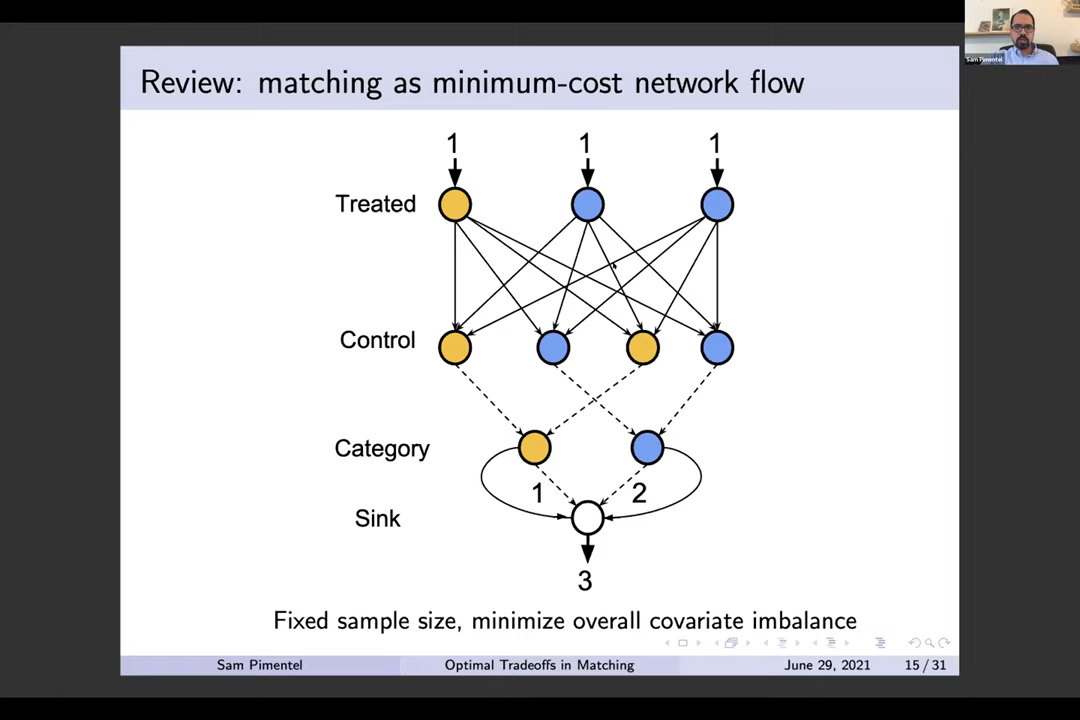 Sam Pimentel
Review: matching as minimum-cost network flow
1 1 1
Treated
Control
Category
1 2
Sink
3
Fixed sample size, minimize overall covariate imbalance
Sam Pimentel Optimal Tradeoffs in Matching June 29, 2021 15 / 31